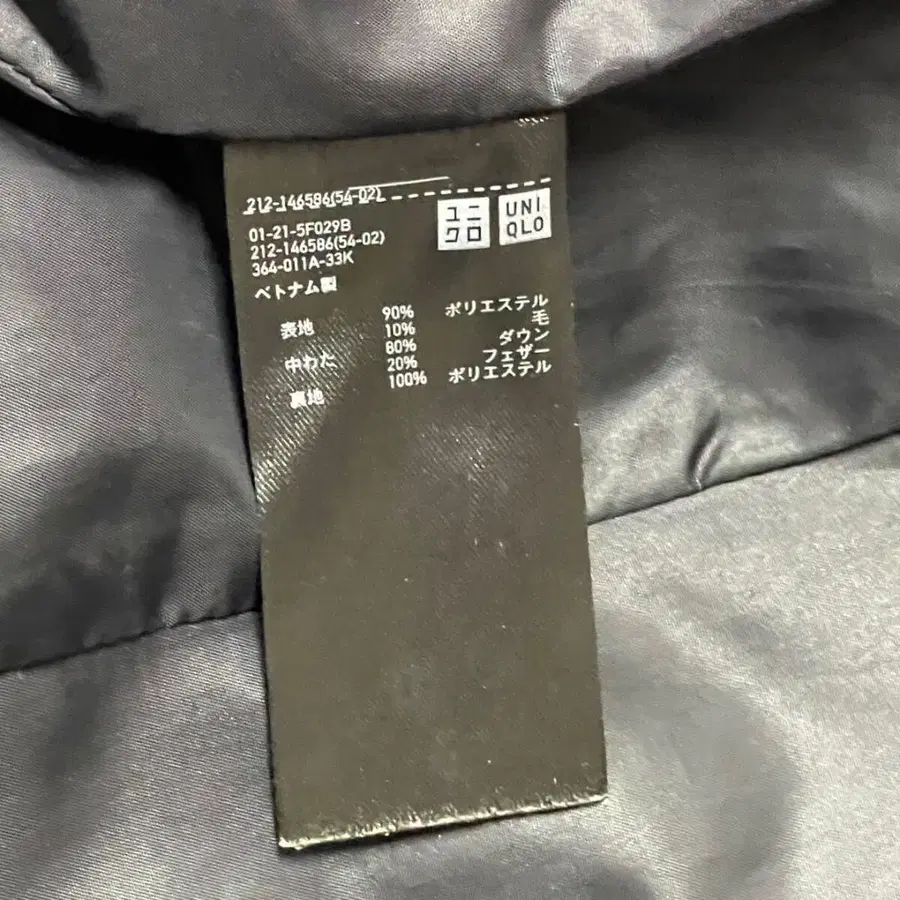 212-146586(54-02)
ユニクロ
UNIQLO
01-21-5F029B
212-146586(54-02)
364-011A-33K
ベトナム製
表地 90% ポリエステル
10% 毛
中わた 80% ダウン
20% フェザー
裏地 100% ポリエステル